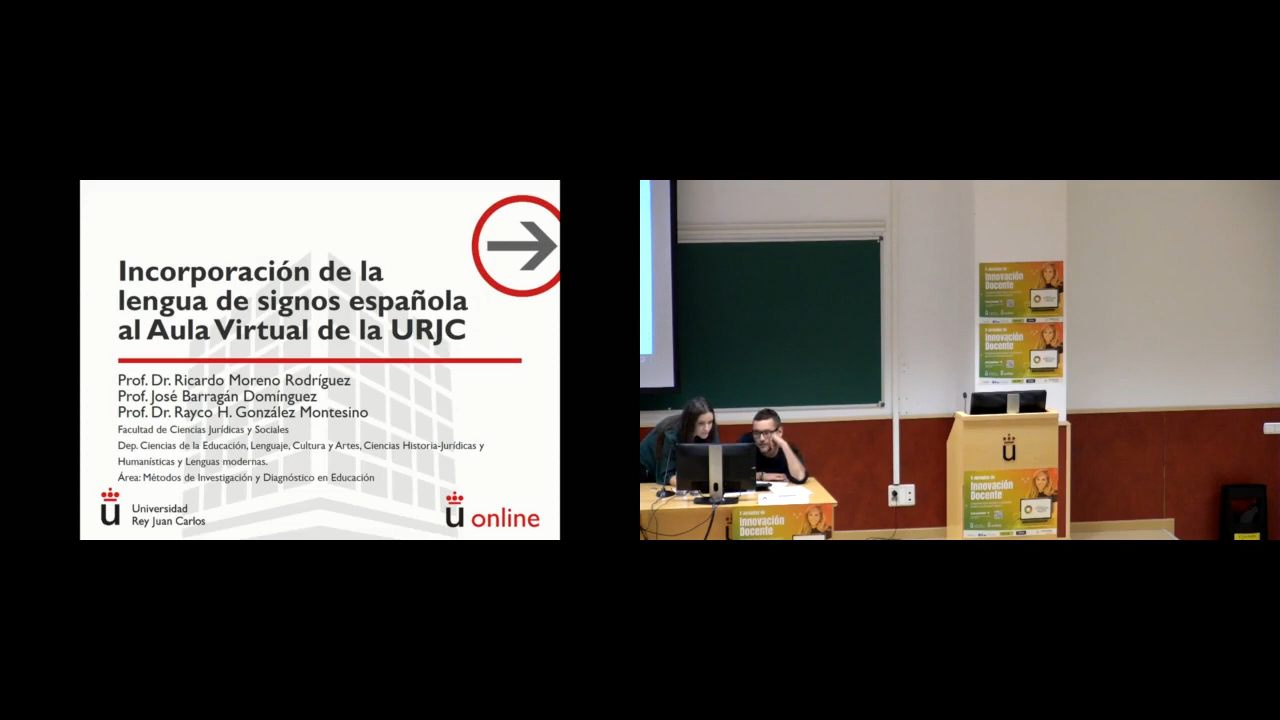 Incorporación de la
lengua de signos española
al Aula Virtual de la URJC
Prof. Dr. Ricardo Moreno Rodríguez
Prof. José Barragán Domínguez
Prof. Dr. Rayco H. González Montesino
Facultad de Ciencias Jurídicas y Sociales
Dep. Ciencias de la Educación, Lenguaje, Cultura y Artes, Ciencias Historia-Jurídicas y
Humanísticas y Lenguas modernas.
Área: Métodos de Investigación y Diagnóstico en Educación
u Universidad
Rey Juan Carlos
u online
Innovación
Docente
Innovación
Docente
u
Innovación
Docente
Innovación
Docente